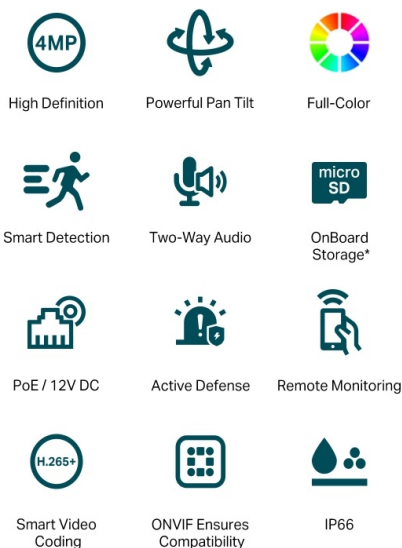 4MP
High Definition
Powerful Pan Tilt
Full-Color
Smart Detection
Two-Way Audio
micro
SD
OnBoard
Storage*
PoE / 12V DC
Active Defense
Remote Monitoring
H.265+
Smart Video
Coding
ONVIF Ensures
Compatibility
IP66